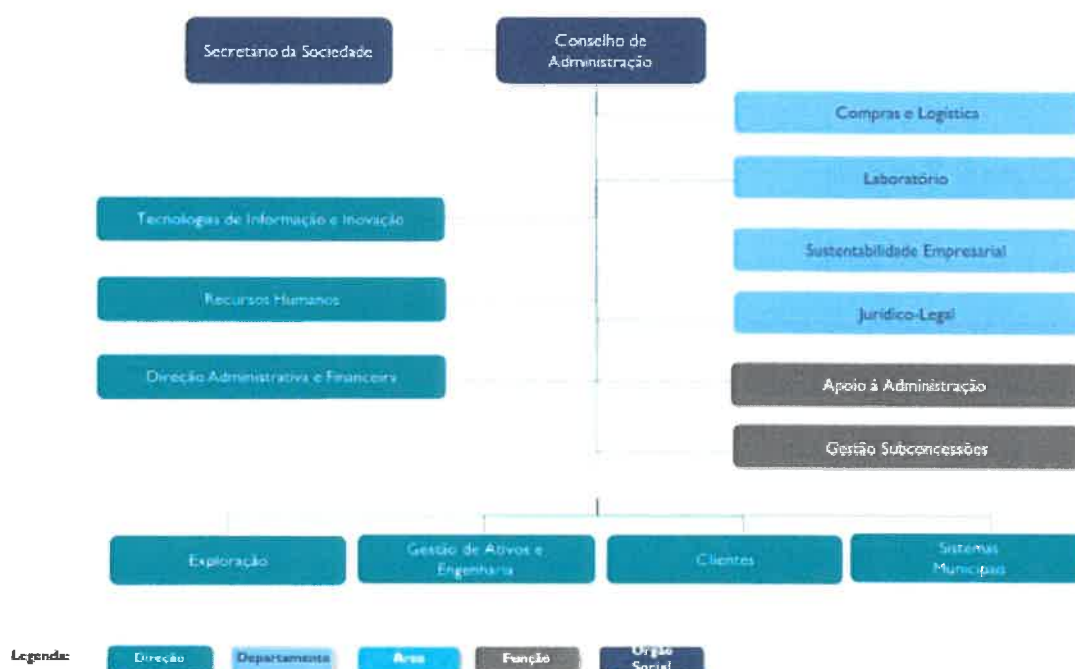 Secretário da Sociedade
Conselho de
Administração
Compras e Logística
Laboratório
Tecnologias de Informação e Inovação
Sustentabilidade Empresarial
Recursos Humanos
Jurídico-Legal
Direção Administrativa e Financeira
Apoio à Administração
Gestão Subconcessões
Exploração
Gestão de Ativos e
Engenharia
Clientes
Sistemas
Municipais
Legenda:
Direção
Departamento
Área
Função
Orgão
Social